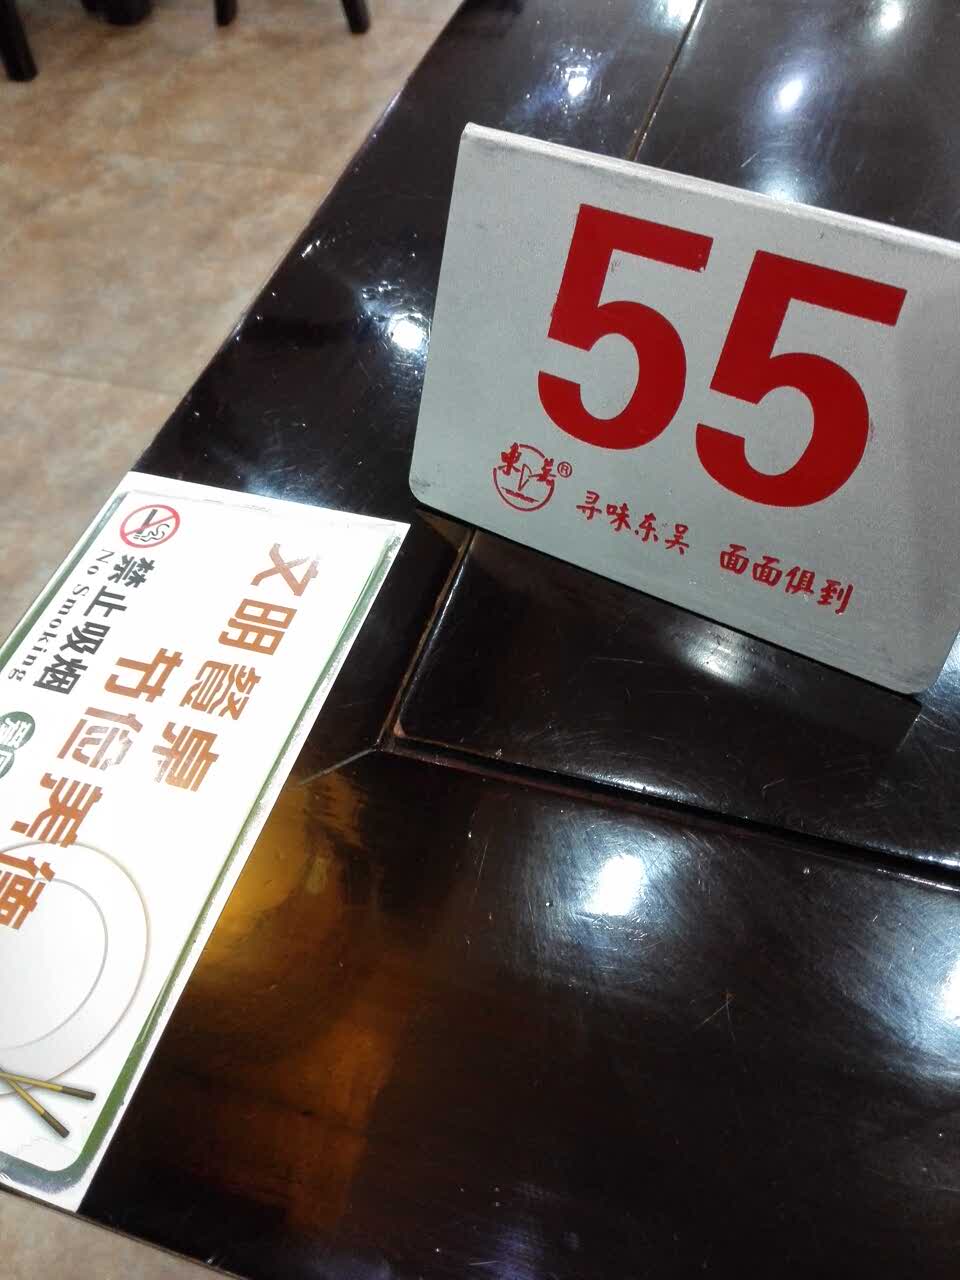 55
東吴®
寻味东吴 面面俱到
文明餐桌
节俭美德
禁止吸烟
No Smoking